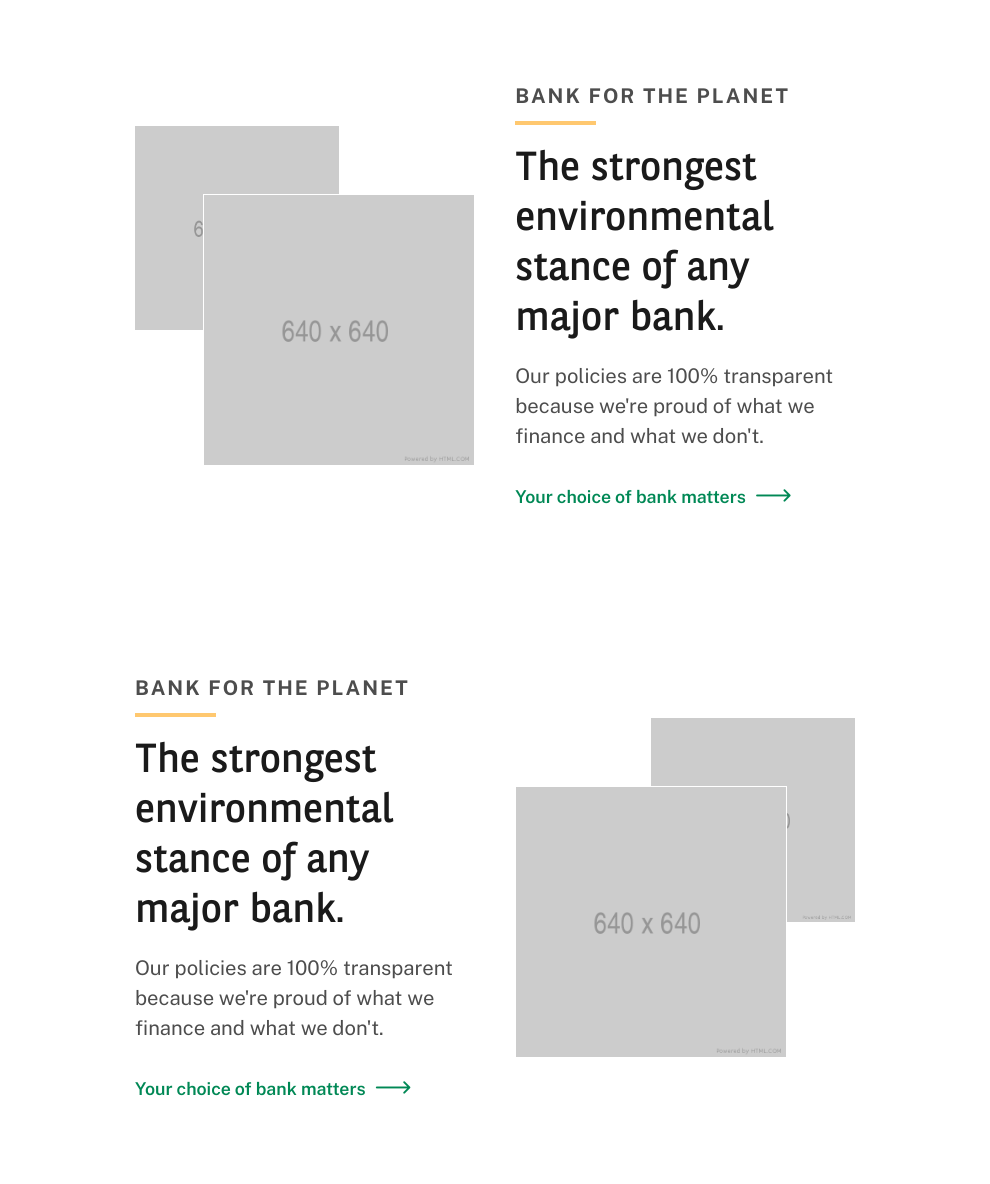 BANK FOR THE PLANET
The strongest
environmental
stance of any
major bank.
Our policies are 100% transparent
because we're proud of what we
finance and what we don't.
Your choice of bank matters
6
640 x 640
Powered by HTML.COM
BANK FOR THE PLANET
The strongest
environmental
stance of any
major bank.
Our policies are 100% transparent
because we're proud of what we
finance and what we don't.
Your choice of bank matters
640 x 640
Powered by HTML.COM
Powered by HTML.COM